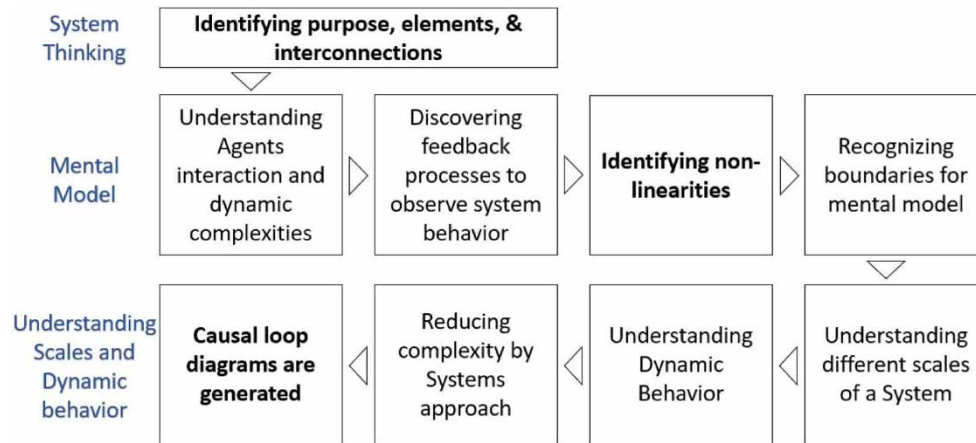 System
Thinking
Identifying purpose, elements, &
interconnections
Mental
Model
Understanding
Agents
interaction and
dynamic
complexities
Discovering
feedback
processes to
observe system
behavior
Identifying non-
linearities
Recognizing
boundaries for
mental model
Understanding
Scales and
Dynamic
behavior
Causal loop
diagrams are
generated
Reducing
complexity by
Systems
approach
Understanding
Dynamic
Behavior
Understanding
different scales
of a System